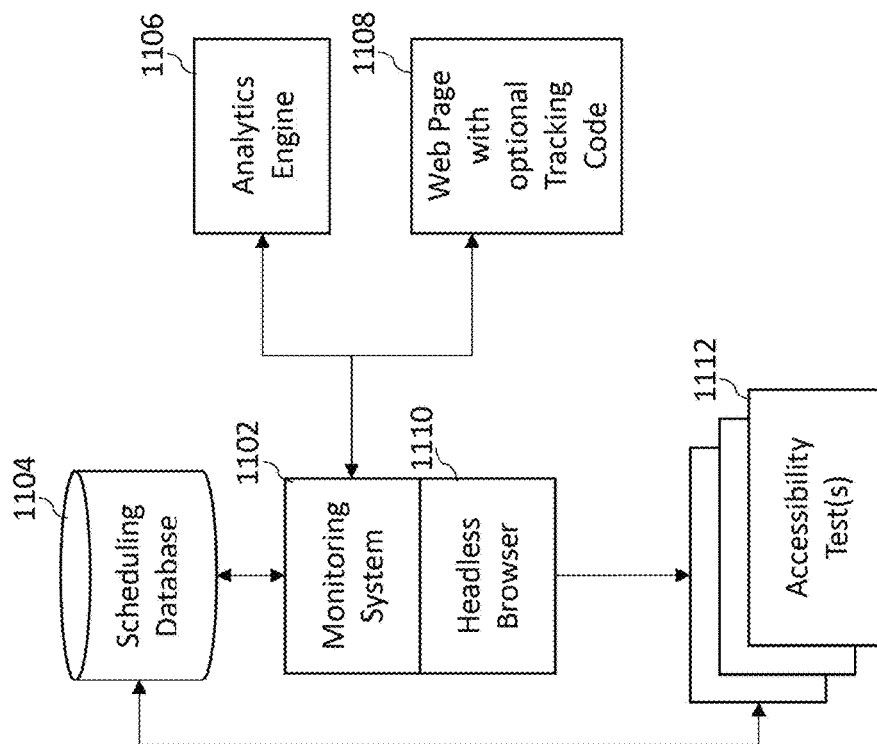 1104
Scheduling
Database
1102
Monitoring
System
1110
Headless
Browser
1106
Analytics
Engine
1108
Web Page
with
optional
Tracking
Code
1112
Accessibility
Test(s)